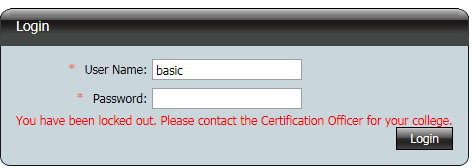 Login
* User Name: basic
* Password:
You have been locked out. Please contact the Certification Officer for your college.
Login